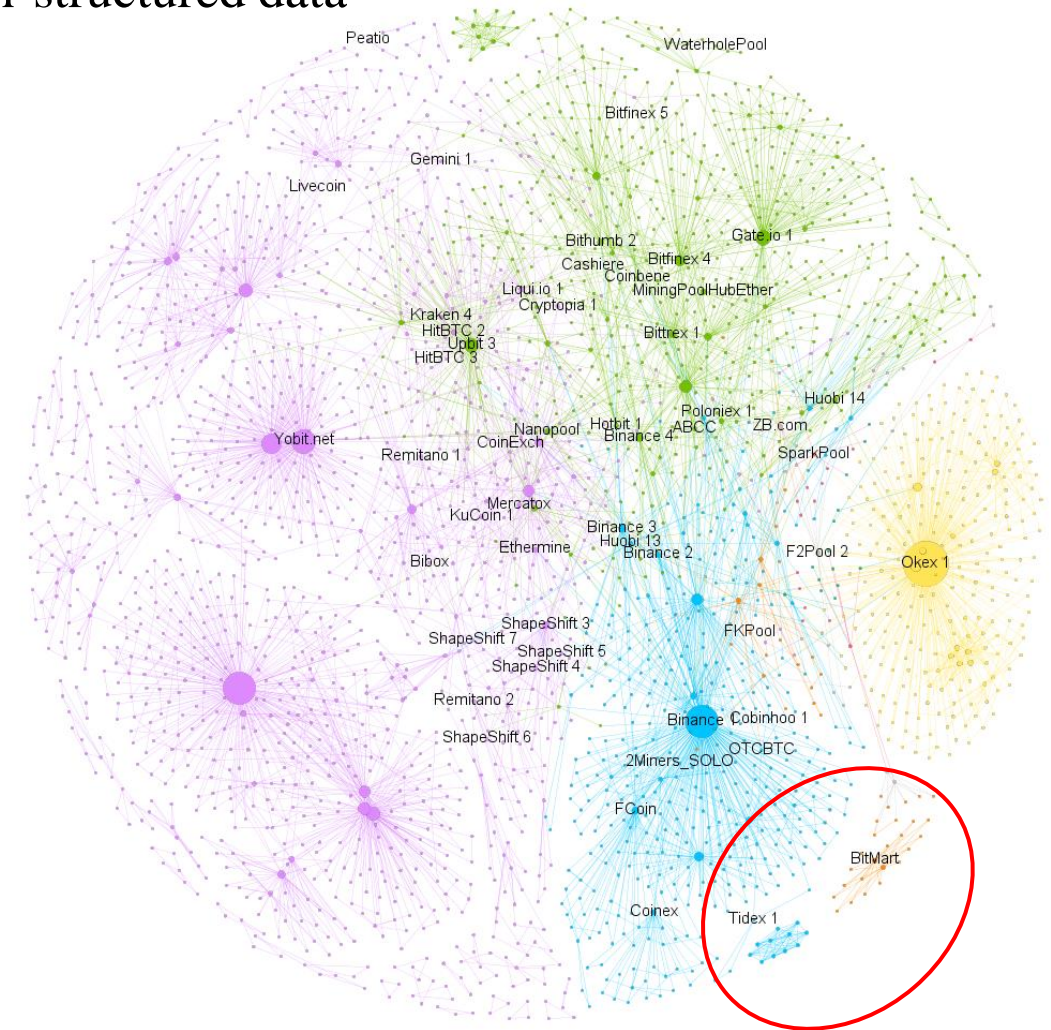 r structured data
Peatio
WaterholePool
Bitfinex 5
Gemini 1
Livecoin
Gate.io 1
Bithumb 2
Bitfinex 4
Cashiere
Coinbene
Liqui.io 1
MiningPoolHubEther
Cryptopia 1
Kraken 4
HitBTC 2
Bittrex 1
Upbit 3
HitBTC 3
Huobi 14
Poloniex 1
Hotbit 1
ABCC
ZB.com
Nanopool
Binance 4
Yobit.net
CoinExch
Remitano 1
SparkPool
Mercatox
KuCoin 1
Binance 3
Huobi 13
Ethermine
Binance 2
F2Pool 2
Bibox
Okex 1
ShapeShift 3
FKPool
ShapeShift 7
ShapeShift 5
ShapeShift 4
Remitano 2
Binance 1
Cobinhoo 1
ShapeShift 6
OTCBTC
2Miners_SOLO
FCoin
BitMart
Coinex
Tidex 1